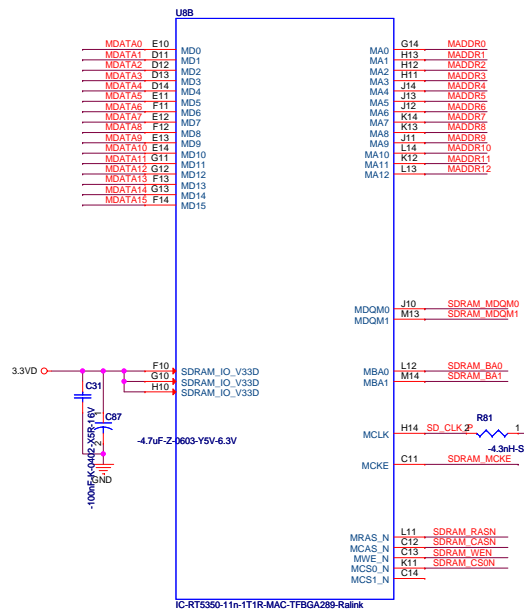 U8B
MDATA0 E10 MD0 MA0 G14 MADDR0
MDATA1 D11 MD1 MA1 H13 MADDR1
MDATA2 D12 MD2 MA2 H12 MADDR2
MDATA3 D13 MD3 MA3 H11 MADDR3
MDATA4 D14 MD4 MA4 J14 MADDR4
MDATA5 E11 MD5 MA5 J13 MADDR5
MDATA6 F11 MD6 MA6 J12 MADDR6
MDATA7 E12 MD7 MA7 K14 MADDR7
MDATA8 F12 MD8 MA8 K13 MADDR8
MDATA9 E13 MD9 MA9 J11 MADDR9
MDATA10 E14 MD10 MA10 L14 MADDR10
MDATA11 G11 MD11 MA11 K12 MADDR11
MDATA12 G12 MD12 MA12 L13 MADDR12
MDATA13 F13 MD13
MDATA14 G13 MD14
MDATA15 F14 MD15
MDQM0 J10 SDRAM_MDQM0
MDQM1 M13 SDRAM_MDQM1
3.3VD F10 SDRAM_IO_V33D MBA0 L12 SDRAM_BA0
G10 SDRAM_IO_V33D MBA1 M14 SDRAM_BA1
H10 SDRAM_IO_V33D
C31
-100nF-K-0402-X5R-16V
1 C87 2
-4.7uF-Z-0603-Y5V-6.3V
GND
MCLK H14 SD_CLK_P 2 R81 1
-4.3nH-S
MCKE C11 SDRAM_MCKE
MRAS_N L11 SDRAM_RASN
MCAS_N C12 SDRAM_CASN
MWE_N C13 SDRAM_WEN
MCS0_N K11 SDRAM_CS0N
MCS1_N C14
IC-RT5350-11n-1T1R-MAC-TFBGA289-Ralink